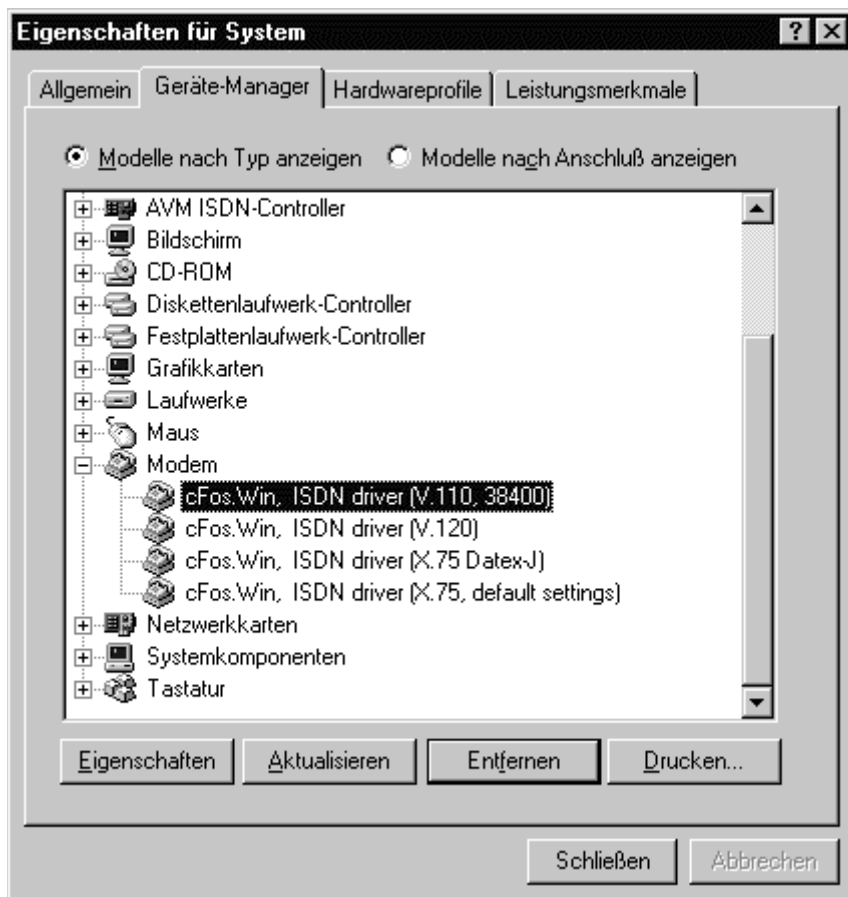 Eigenschaften für System
Allgemein Geräte-Manager Hardwareprofile Leistungsmerkmale
Modelle nach Typ anzeigen Modelle nach Anschluß anzeigen
AVM ISDN-Controller
Bildschirm
CD-ROM
Diskettenlaufwerk-Controller
Festplattenlaufwerk-Controller
Grafikkarten
Laufwerke
Maus
Modem
cFos.Win, ISDN driver (V.110, 38400)
cFos.Win, ISDN driver (V.120)
cFos.Win, ISDN driver (X.75 Datex-J)
cFos.Win, ISDN driver (X.75, default settings)
Netzwerkkarten
Systemkomponenten
Tastatur
Eigenschaften Aktualisieren Entfernen Drucken...
Schließen Abbrechen